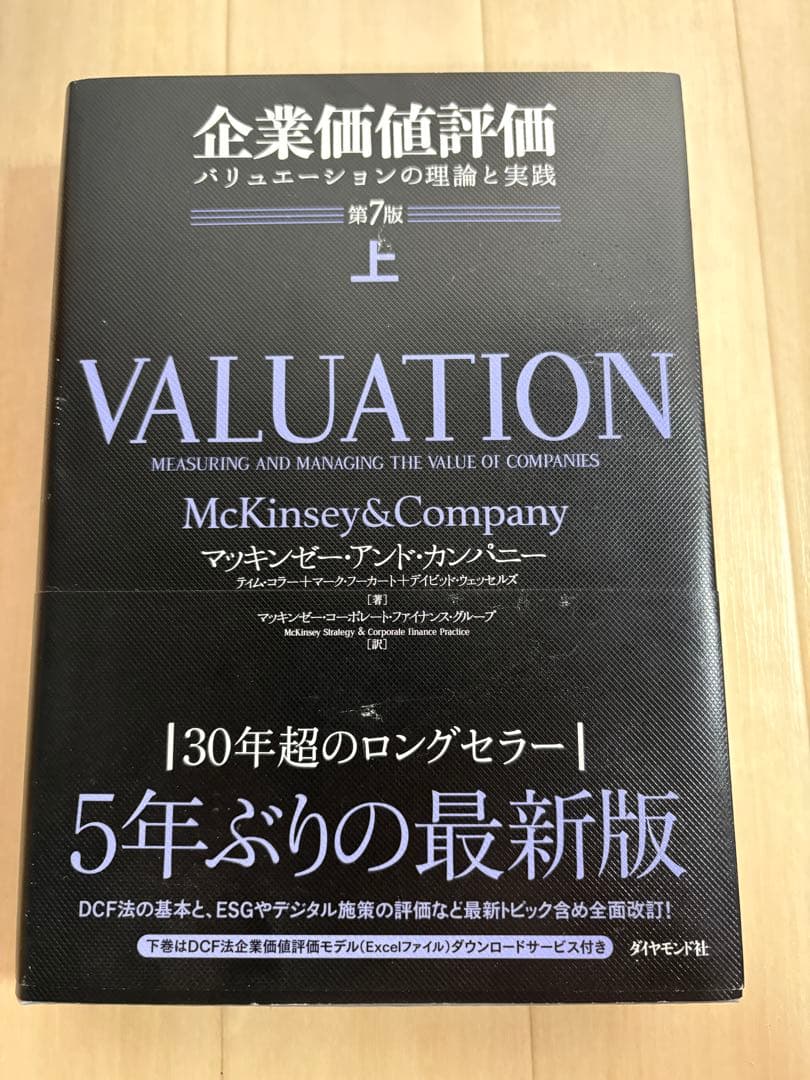 企業価値評価
バリュエーションの理論と実践
第7版
上
VALUATION
MEASURING AND MANAGING THE VALUE OF COMPANIES
McKinsey&Company
マッキンゼー・アンド・カンパニー
ティム・コラー+マーク・フーカート+デイビッド・ウェッセルズ
[著]
マッキンゼー・コーポレート・ファイナンス・グループ
McKinsey Strategy & Corporate Finance Practice
[訳]
30年超のロングセラー
5年ぶりの最新版
DCF法の基本と、ESGやデジタル施策の評価など最新トピック含め全面改訂!
下巻はDCF法企業価値評価モデル(Excelファイル)ダウンロードサービス付き
ダイヤモンド社